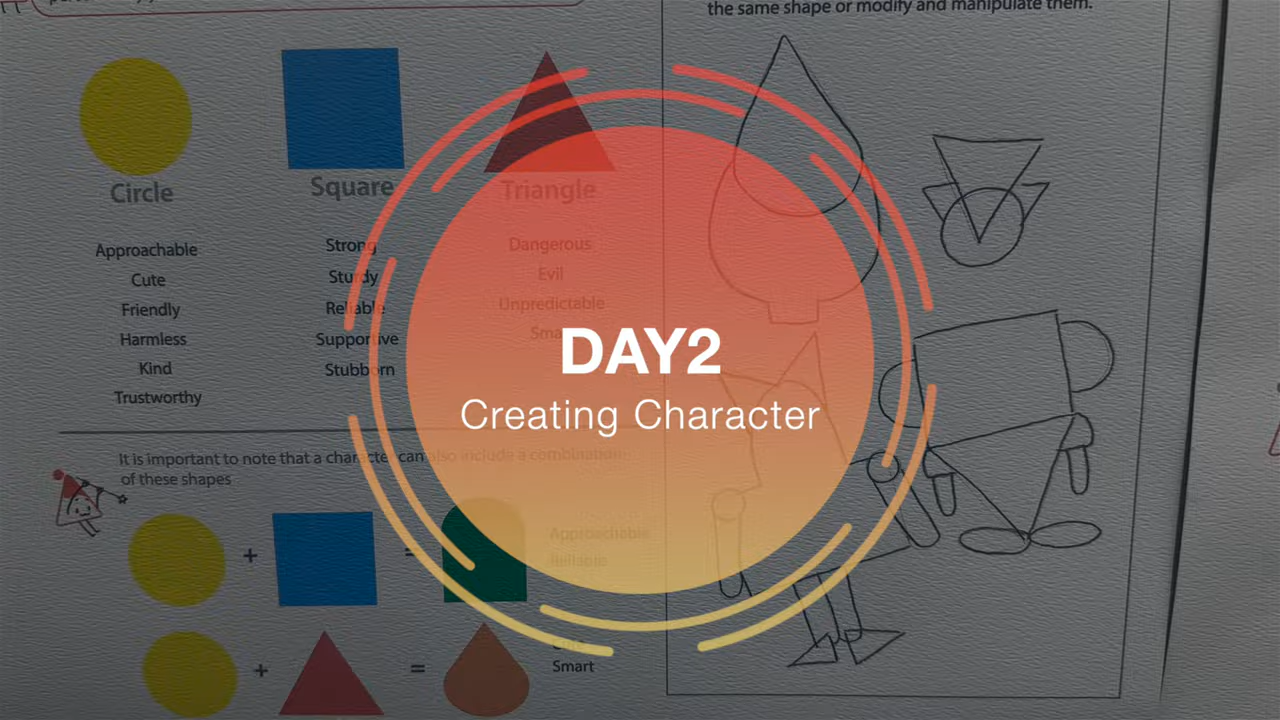 the same shape or modify and manipulate them.
Circle
Square
Triangle
Approachable
Cute
Friendly
Harmless
Kind
Trustworthy
Strong
Sturdy
Reliable
Supportive
Stubborn
Dangerous
Evil
Unpredictable
DAY2
Creating Character
It is important to note that a character can also include a combination
of these shapes
+
=
Approachable
Reliable
+
=
Smart